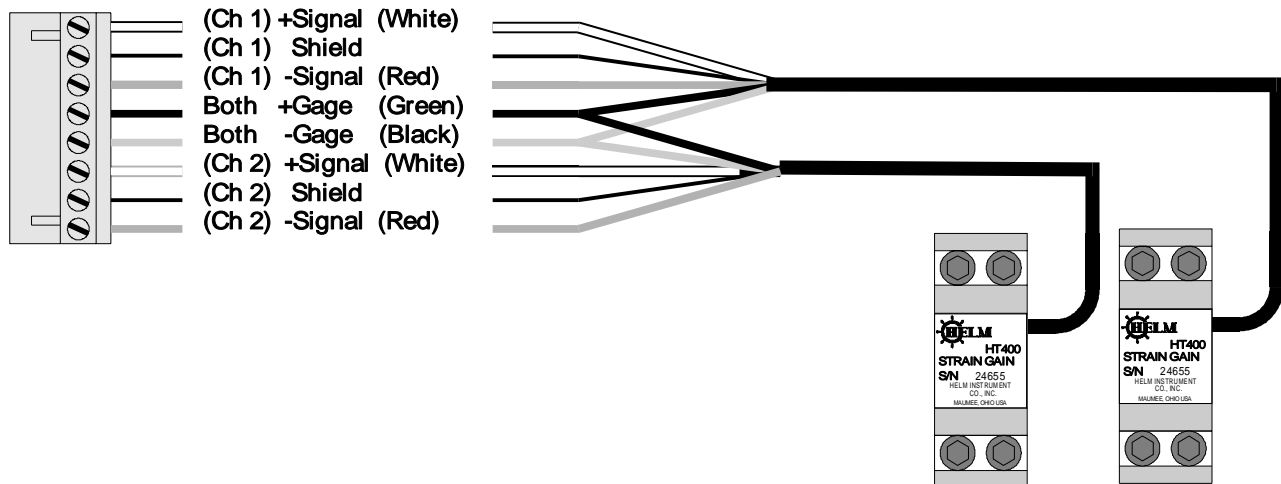 (Ch 1) +Signal (White)
(Ch 1) Shield
(Ch 1) -Signal (Red)
Both +Gage (Green)
Both -Gage (Black)
(Ch 2) +Signal (White)
(Ch 2) Shield
(Ch 2) -Signal (Red)
HELM
HT400
STRAIN GAIN
S/N 24655
HELM INSTRUMENT
CO., INC.
MAUMEE, OHIO USA
HELM
HT400
STRAIN GAIN
S/N 24655
HELM INSTRUMENT
CO., INC.
MAUMEE, OHIO USA